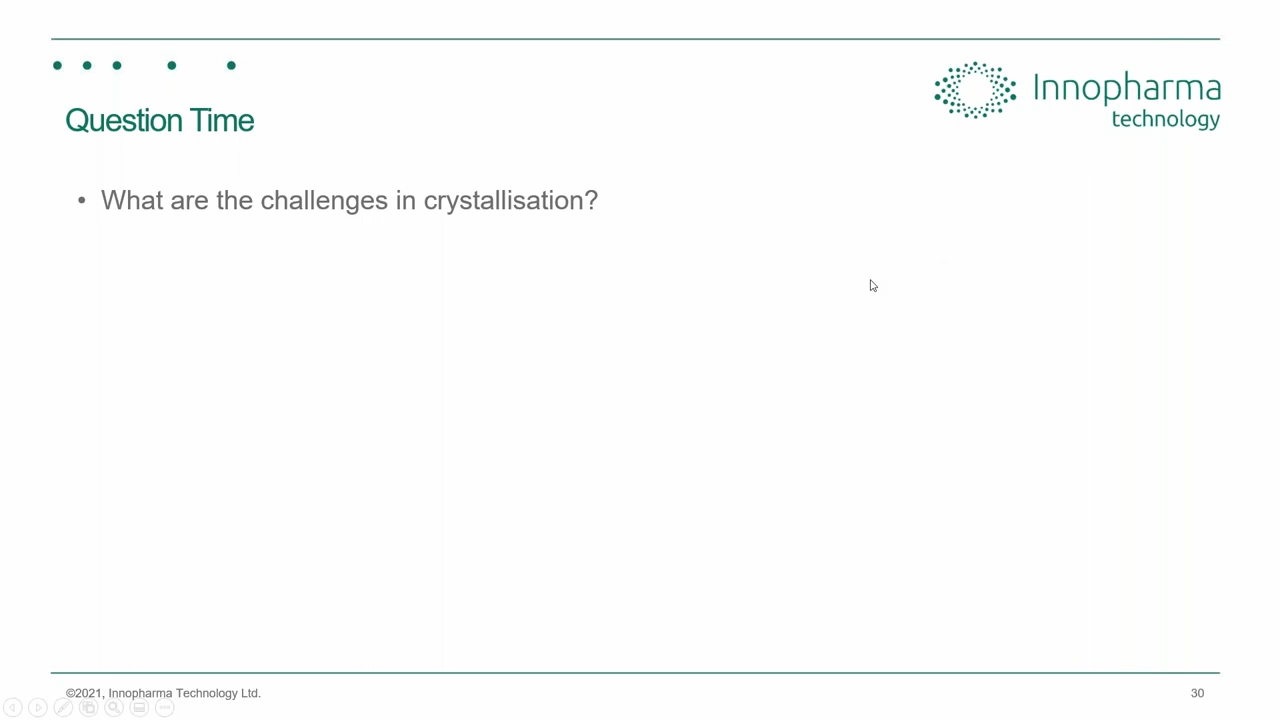 Innopharma
technology
Question Time
• What are the challenges in crystallisation?
©2021, Innopharma Technology Ltd.
30